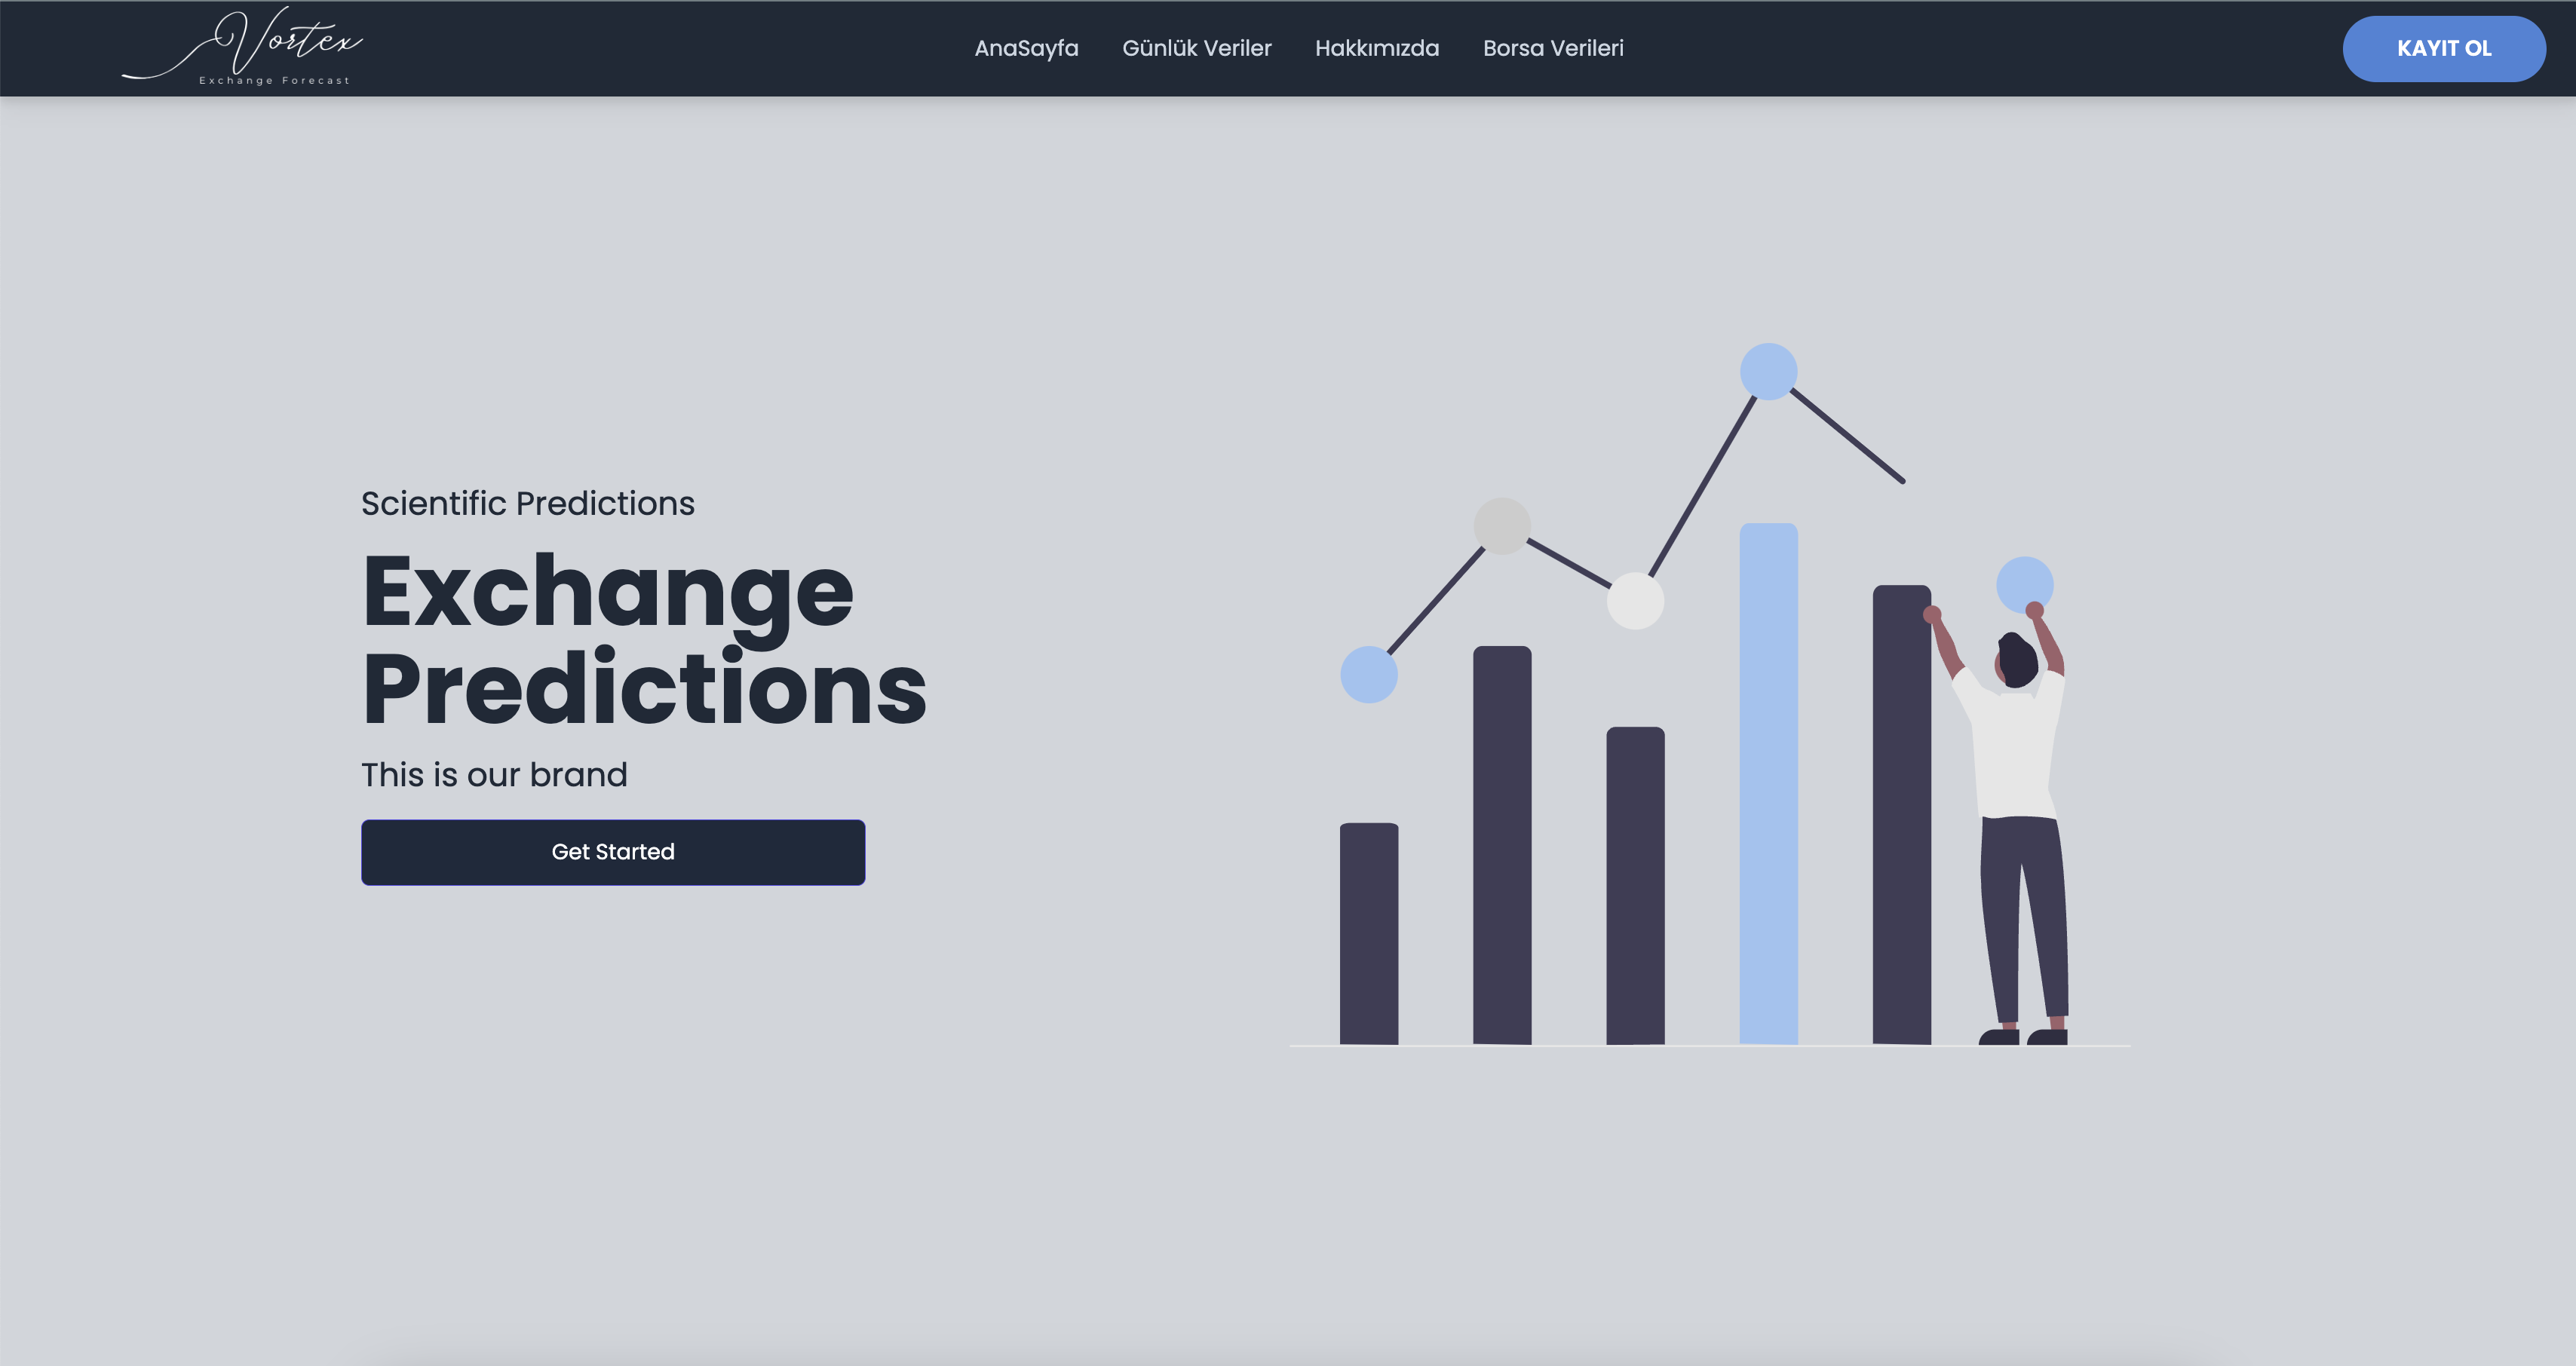 Vortex
Exchange Forecast
AnaSayfa Günlük Veriler Hakkımızda Borsa Verileri
KAYIT OL
Scientific Predictions
Exchange
Predictions
This is our brand
Get Started